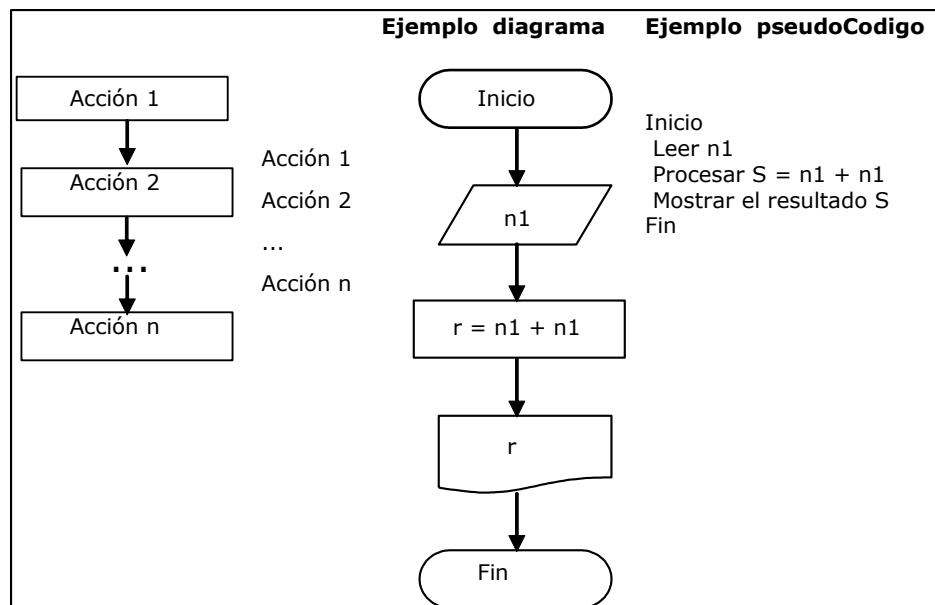 Ejemplo diagrama
Ejemplo pseudoCodigo
Acción 1
Acción 2
...
Acción n
Acción 1
Acción 2
...
Acción n
Inicio
n1
r = n1 + n1
r
Fin
Inicio
Leer n1
Procesar S = n1 + n1
Mostrar el resultado S
Fin